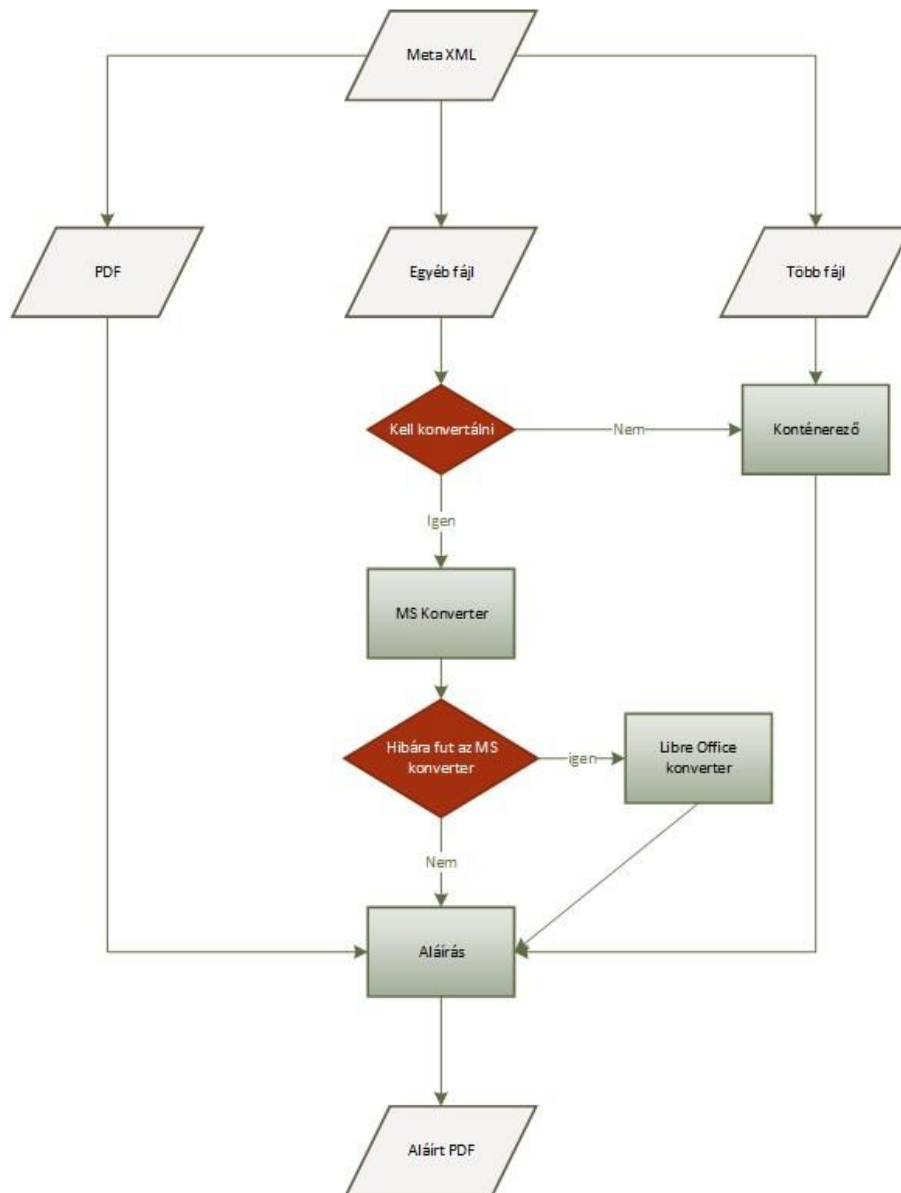 Meta XML
PDF
Egyéb fájl
Több fájl
Kell konvertálni
Nem
Konténerező
Igen
MS Konverter
Hibára fut az MS
konverter
igen
Libre Office
konverter
Nem
Aláírás
Aláírt PDF